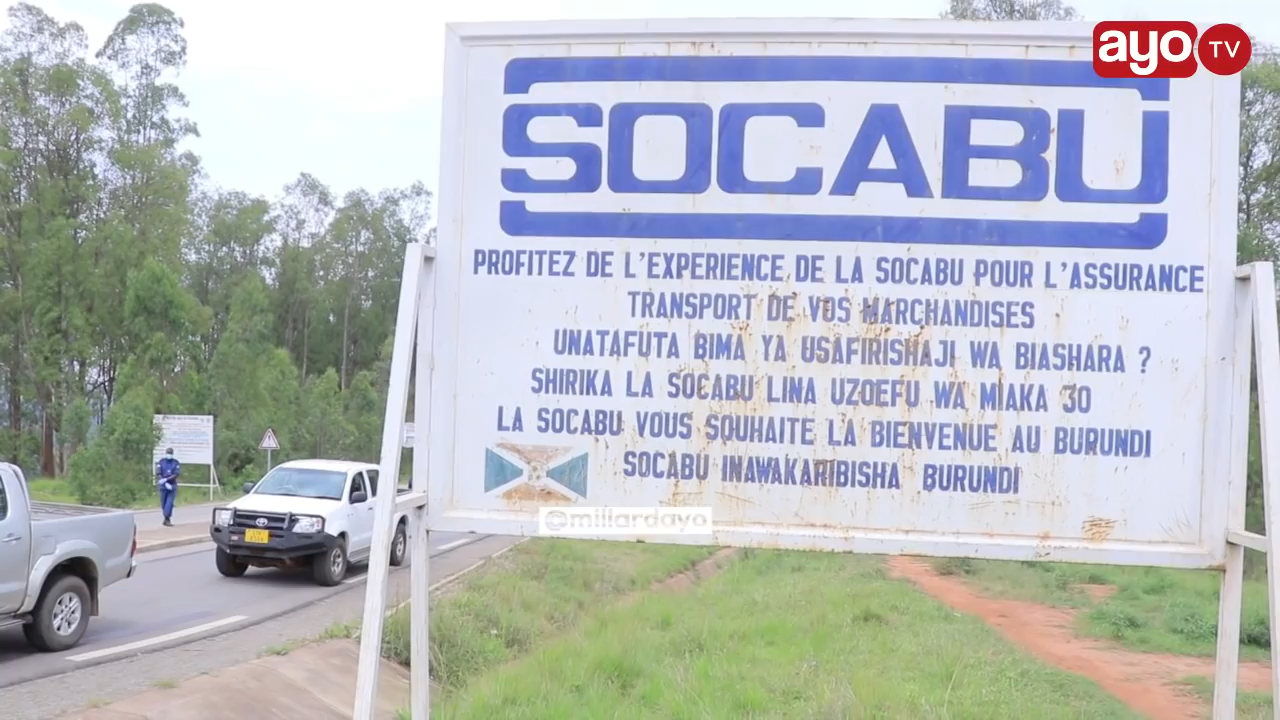 ayo TV
SOCABU
PROFITEZ DE L'EXPERIENCE DE LA SOCABU POUR L'ASSURANCE
TRANSPORT DE VOS MARCHANDISES
UNATAFUTA BIMA YA USAFIRISHAJI WA BIASHARA ?
SHIRIKA LA SOCABU LINA UZOEFU WA MIAKA 30
LA SOCABU VOUS SOUHAITE LA BIENVENUE AU BURUNDI
SOCABU INAWAKARIBISHA BURUNDI
@millardayo
TOYOTA